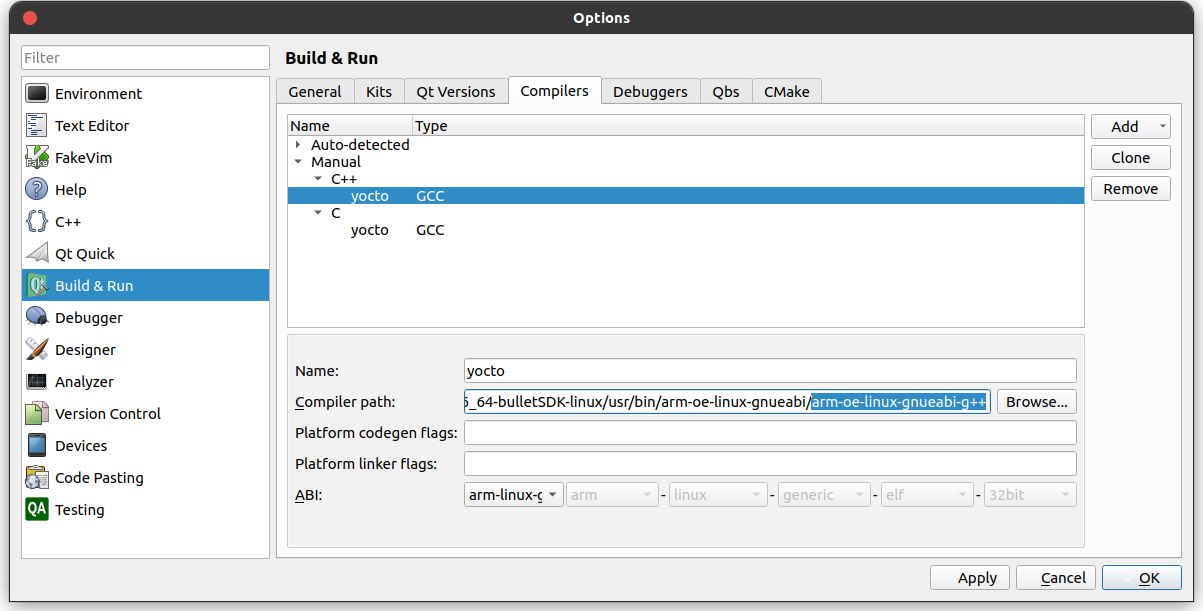 Options
Filter
Environment
Text Editor
FakeVim
Help
C++
Qt Quick
Build & Run
Debugger
Designer
Analyzer
Version Control
Devices
Code Pasting
QA Testing
Build & Run
General Kits Qt Versions Compilers Debuggers Qbs CMake
Name Type
Auto-detected
Manual
C++
yocto GCC
C
yocto GCC
Add
Clone
Remove
Name: yocto
Compiler path: 6_64-bulletSDK-linux/usr/bin/arm-oe-linux-gnueabi/arm-oe-linux-gnueabi-g++ Browse...
Platform codegen flags:
Platform linker flags:
ABI: arm-linux-g arm - linux - generic - elf - 32bit
Apply Cancel OK